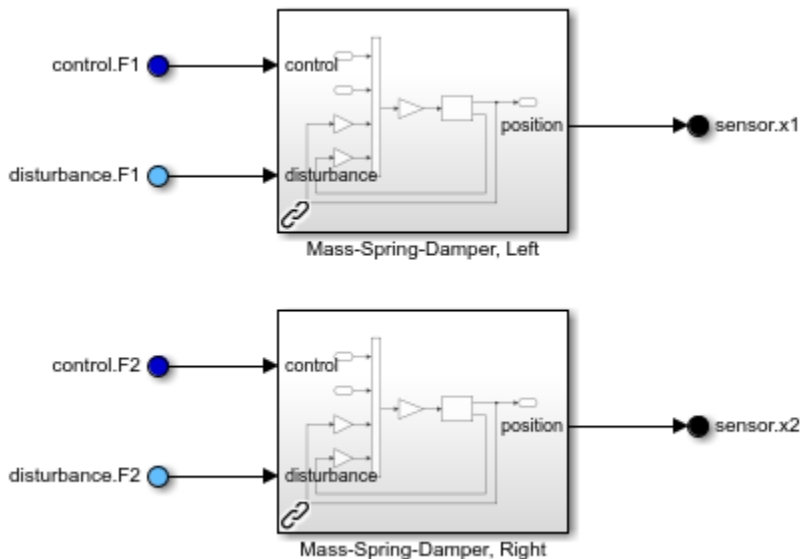 control.F1
control
position
sensor.x1
disturbance.F1
disturbance
Mass-Spring-Damper, Left
control.F2
control
position
sensor.x2
disturbance.F2
disturbance
Mass-Spring-Damper, Right